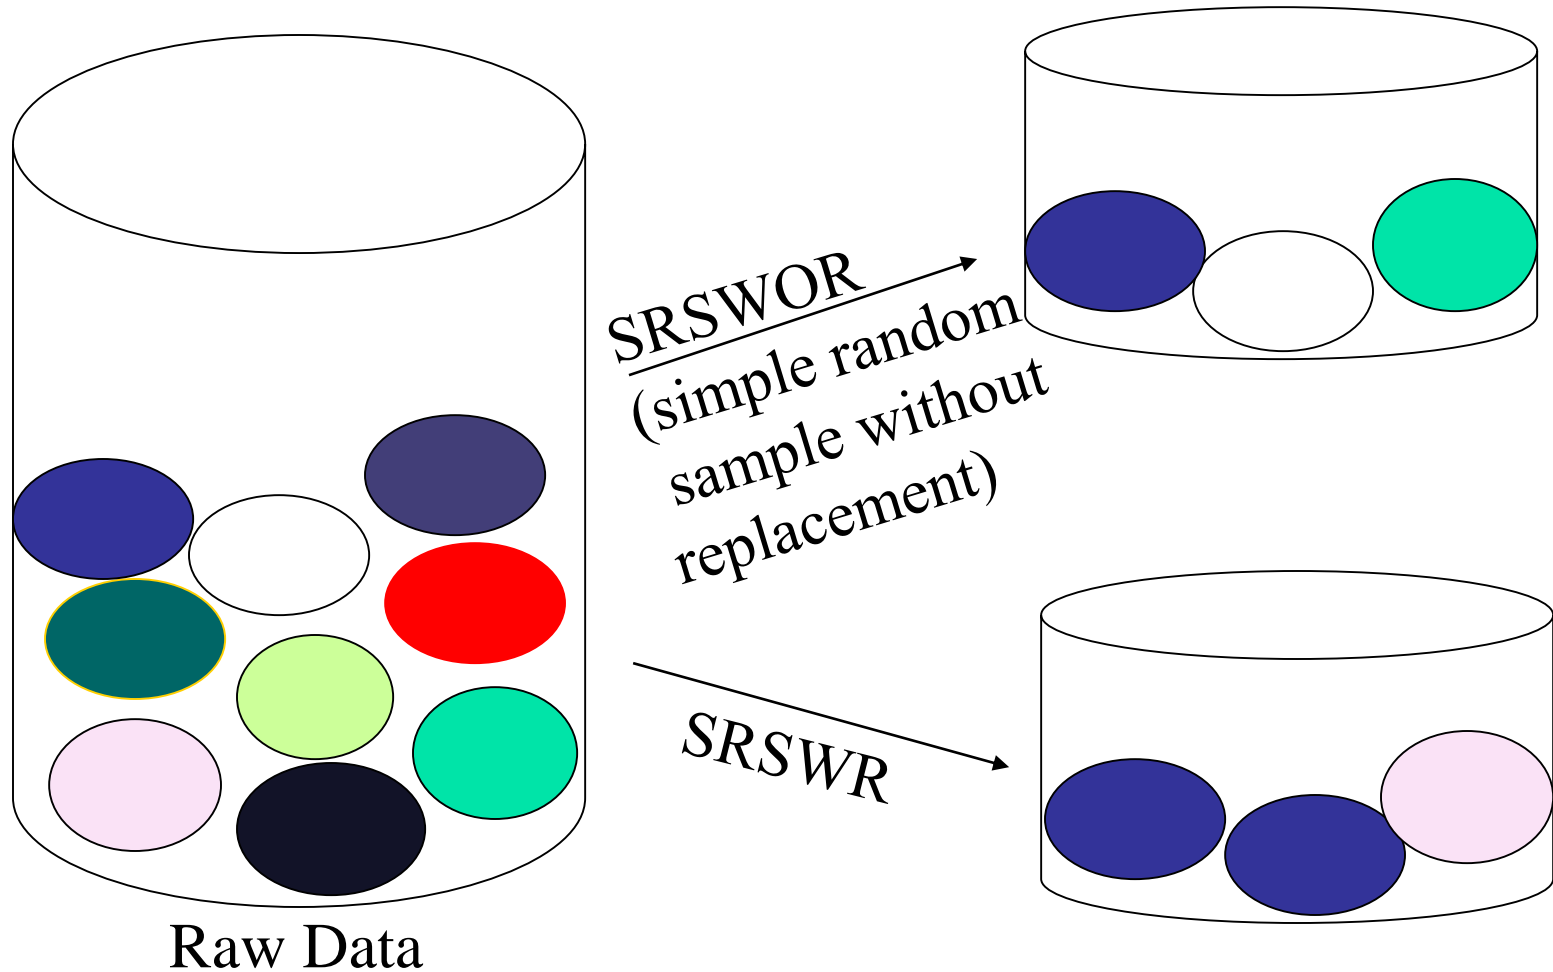 SRSWOR
(simple random
sample without
replacement)
SRSWR
Raw Data